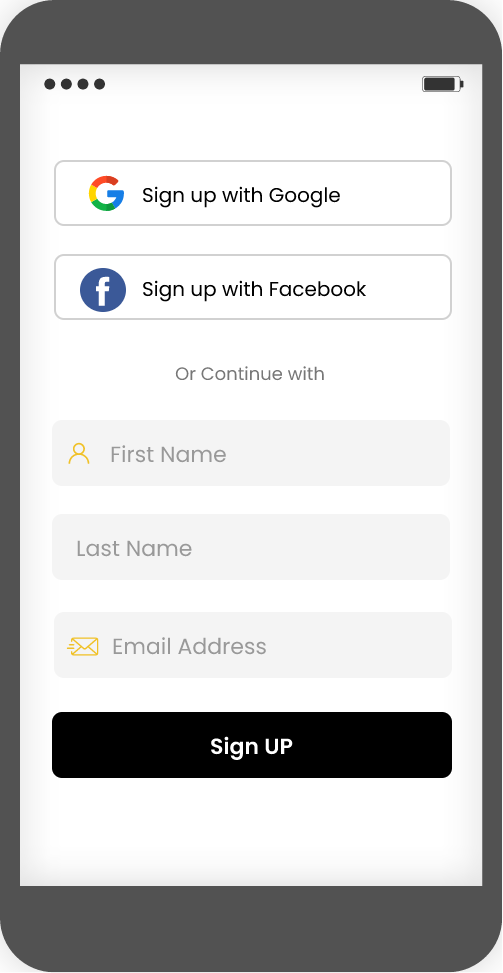 Sign up with Google
Sign up with Facebook
Or Continue with
First Name
Last Name
Email Address
Sign UP